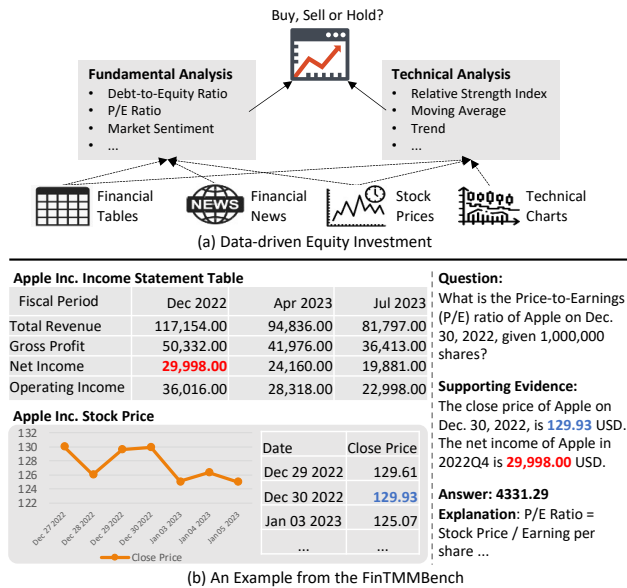 Buy, Sell or Hold?
Fundamental Analysis
• Debt-to-Equity Ratio
• P/E Ratio
• Market Sentiment
• ...
Technical Analysis
• Relative Strength Index
• Moving Average
• Trend
• ...
Financial
Tables
NEWS
Financial
News
Stock
Prices
Technical
Charts
(a) Data-driven Equity Investment
Apple Inc. Income Statement Table
Fiscal Period Dec 2022 Apr 2023 Jul 2023
Total Revenue 117,154.00 94,836.00 81,797.00
Gross Profit 50,332.00 41,976.00 36,413.00
Net Income 29,998.00 24,160.00 19,881.00
Operating Income 36,016.00 28,318.00 22,998.00
Apple Inc. Stock Price
132
130
128
126
124
122
Dec 27 2022
Dec 28 2022
Dec 29 2022
Dec 30 2022
Jan 03 2023
Jan 04 2023
Jan 05 2023
Close Price
Date Close Price
Dec 29 2022 129.61
Dec 30 2022 129.93
Jan 03 2023 125.07
... ...
Question:
What is the Price-to-Earnings
(P/E) ratio of Apple on Dec.
30, 2022, given 1,000,000
shares?
Supporting Evidence:
The close price of Apple on
Dec. 30, 2022, is 129.93 USD.
The net income of Apple in
2022Q4 is 29,998.00 USD.
Answer: 4331.29
Explanation: P/E Ratio =
Stock Price / Earning per
share ...
(b) An Example from the FinTMMBench